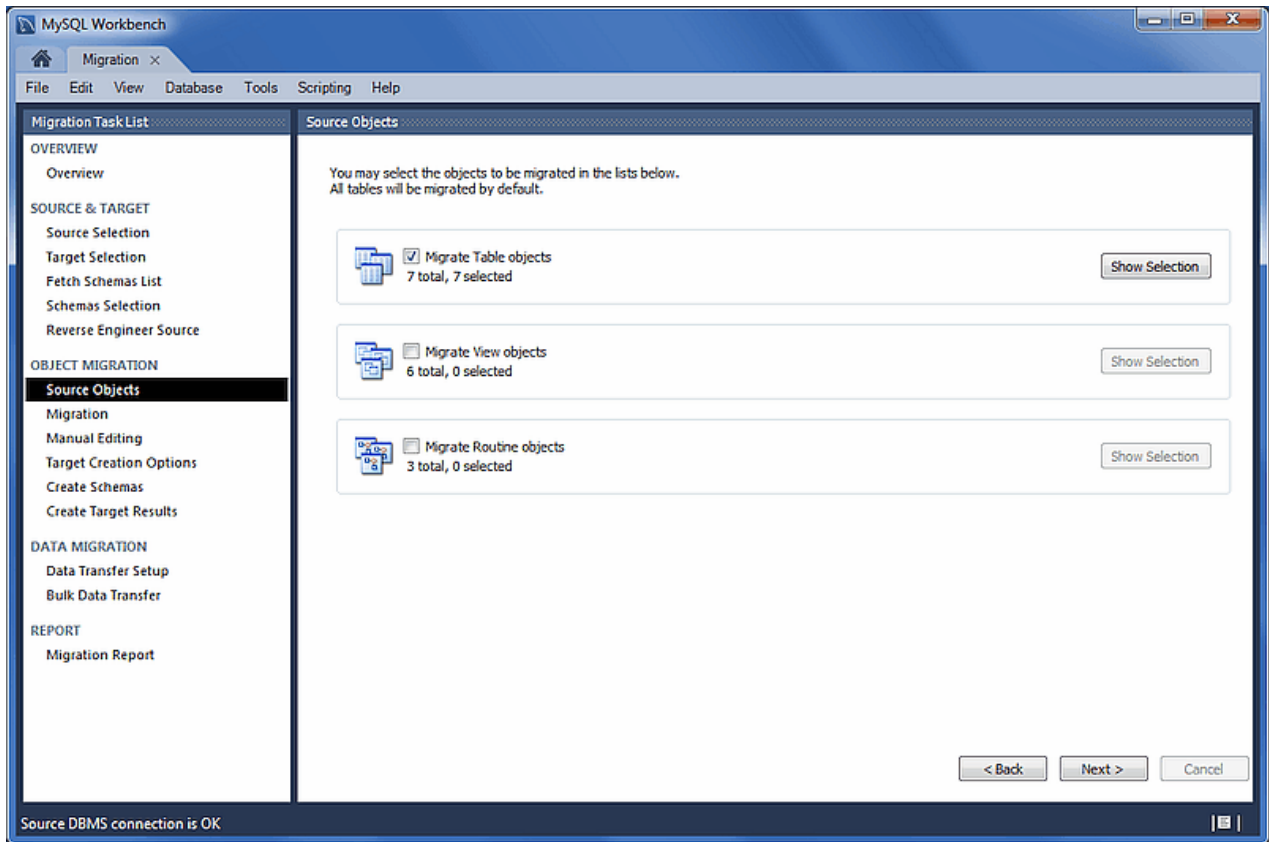 MySQL Workbench
Migration
File Edit View Database Tools Scripting Help
Migration Task List
OVERVIEW
Overview
SOURCE & TARGET
Source Selection
Target Selection
Fetch Schemas List
Schemas Selection
Reverse Engineer Source
OBJECT MIGRATION
Source Objects
Migration
Manual Editing
Target Creation Options
Create Schemas
Create Target Results
DATA MIGRATION
Data Transfer Setup
Bulk Data Transfer
REPORT
Migration Report
Source Objects
You may select the objects to be migrated in the lists below.
All tables will be migrated by default.
Migrate Table objects
7 total, 7 selected
Show Selection
Migrate View objects
6 total, 0 selected
Show Selection
Migrate Routine objects
3 total, 0 selected
Show Selection
< Back Next > Cancel
Source DBMS connection is OK